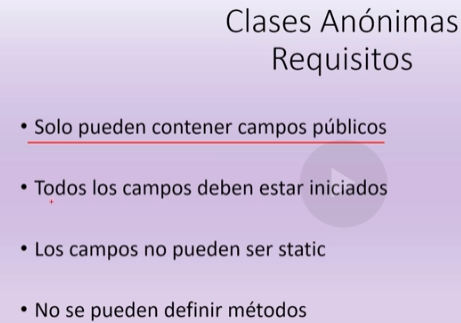 Clases Anónimas
Requisitos
• Solo pueden contener campos públicos
• Todos los campos deben estar iniciados
• Los campos no pueden ser static
• No se pueden definir métodos